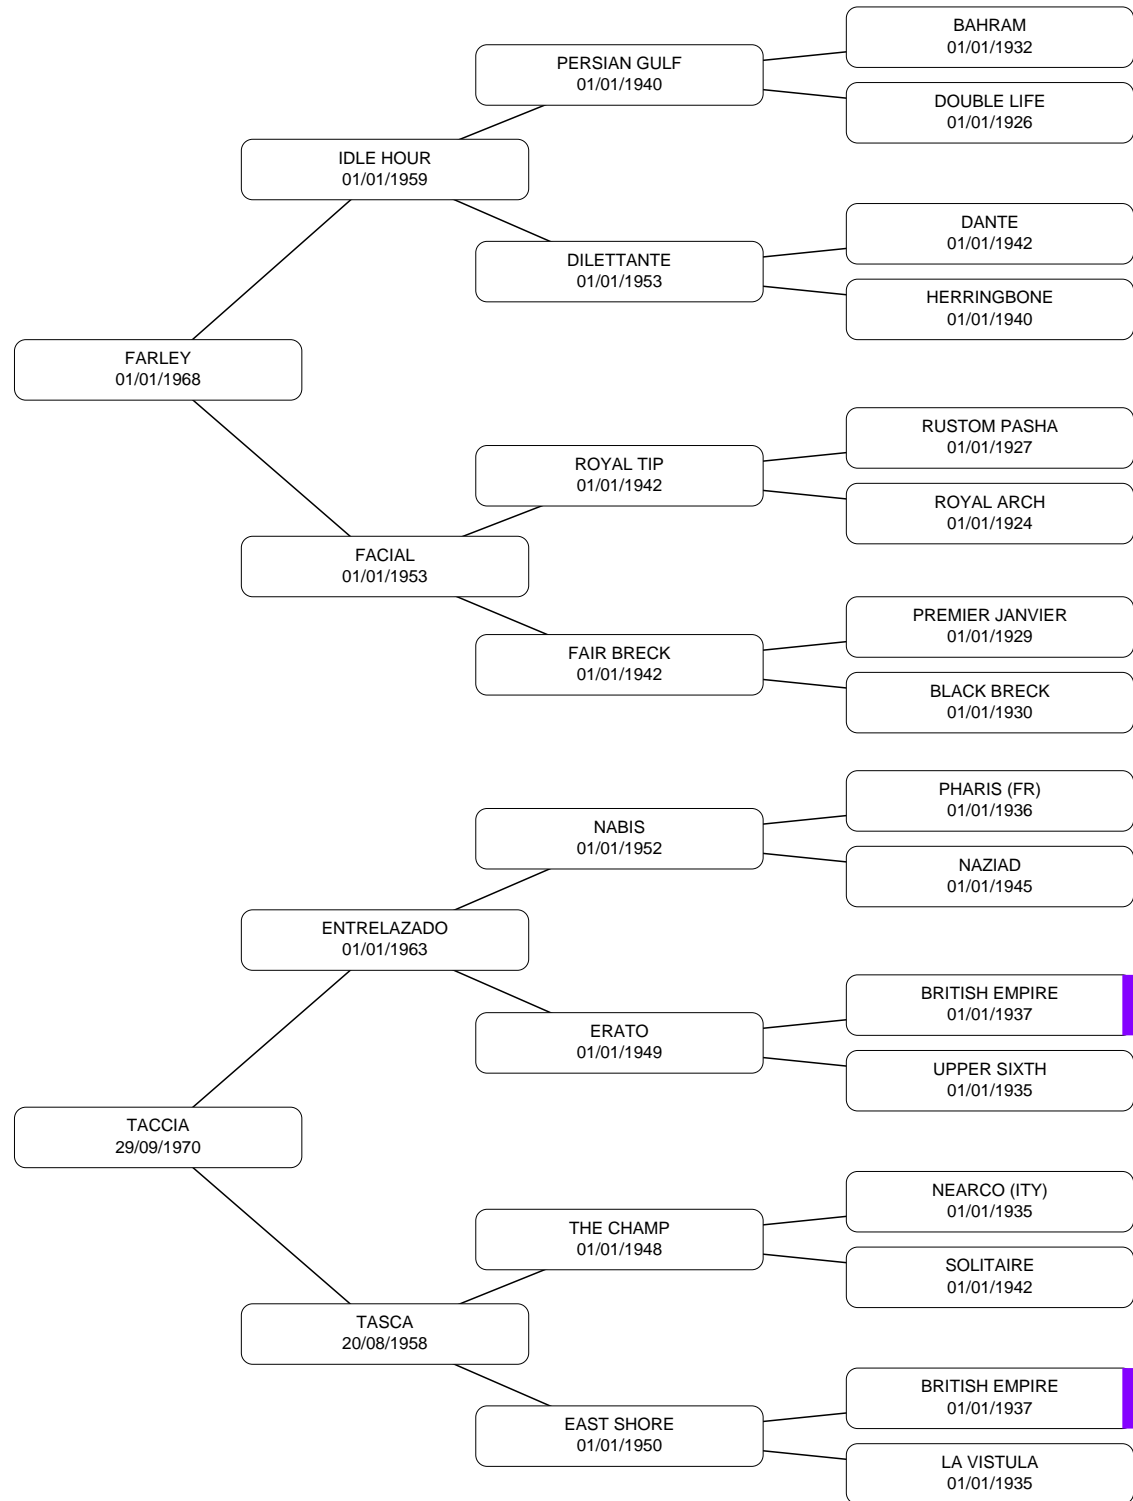 BAHRAM
01/01/1932
PERSIAN GULF
01/01/1940
DOUBLE LIFE
01/01/1926
IDLE HOUR
01/01/1959
DANTE
01/01/1942
DILETTANTE
01/01/1953
HERRINGBONE
01/01/1940
FARLEY
01/01/1968
RUSTOM PASHA
01/01/1927
ROYAL TIP
01/01/1942
ROYAL ARCH
01/01/1924
FACIAL
01/01/1953
PREMIER JANVIER
01/01/1929
FAIR BRECK
01/01/1942
BLACK BRECK
01/01/1930
PHARIS (FR)
01/01/1936
NABIS
01/01/1952
NAZIAD
01/01/1945
ENTRELAZADO
01/01/1963
BRITISH EMPIRE
01/01/1937
ERATO
01/01/1949
UPPER SIXTH
01/01/1935
TACCIA
29/09/1970
NEARCO (ITY)
01/01/1935
THE CHAMP
01/01/1948
SOLITAIRE
01/01/1942
TASCA
20/08/1958
BRITISH EMPIRE
01/01/1937
EAST SHORE
01/01/1950
LA VISTULA
01/01/1935